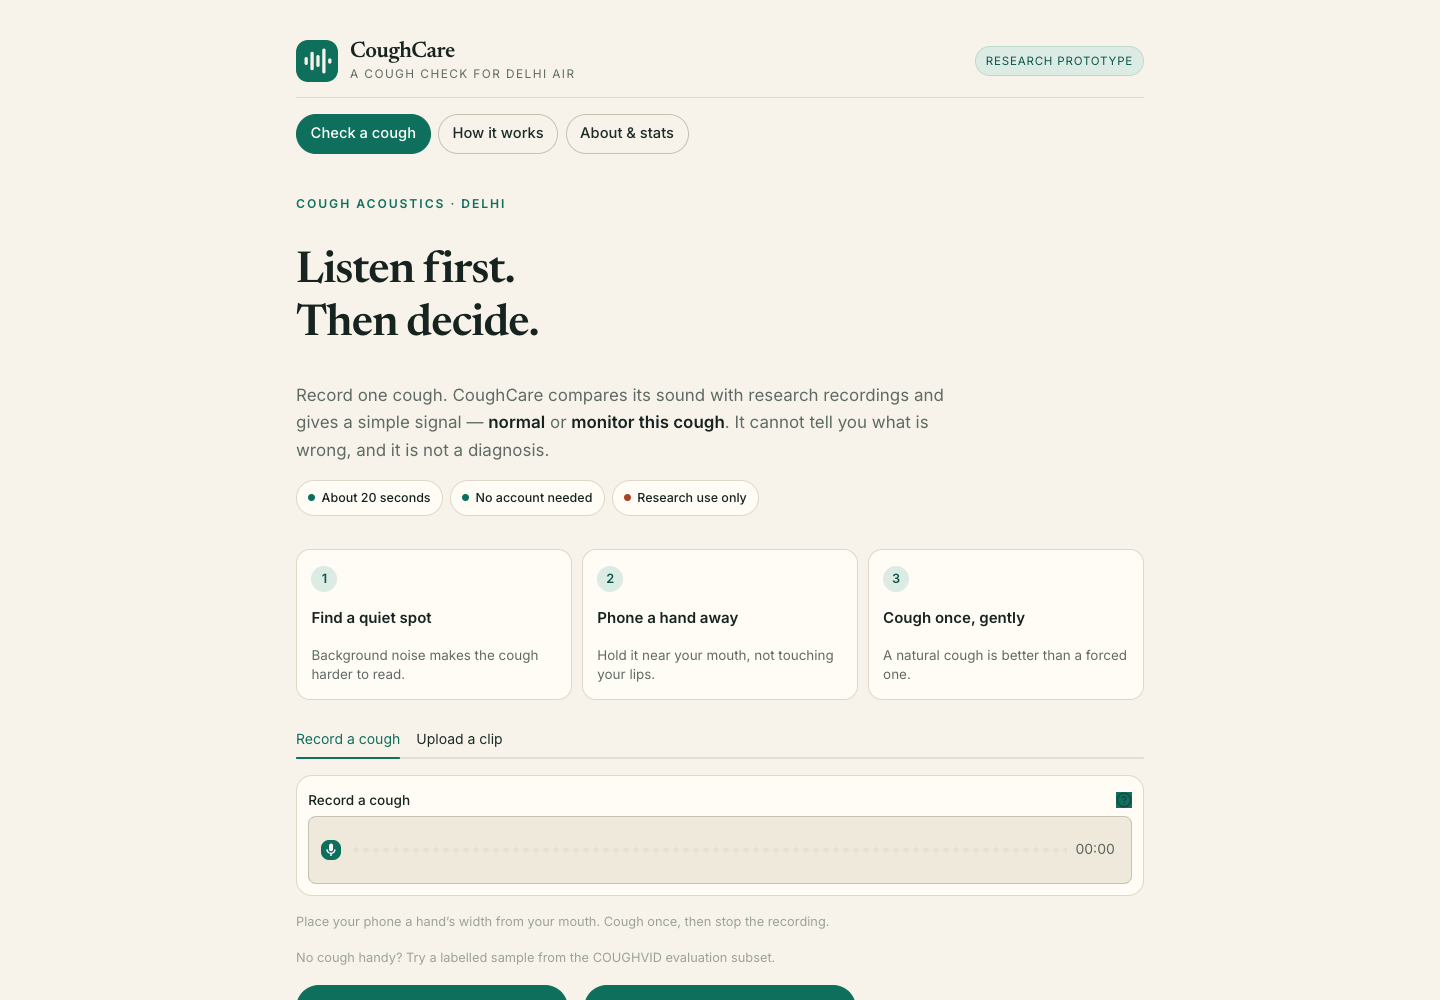 CoughCare
A COUGH CHECK FOR DELHI AIR
RESEARCH PROTOTYPE
Check a cough
How it works
About & stats
COUGH ACOUSTICS · DELHI
Listen first.
Then decide.
Record one cough. CoughCare compares its sound with research recordings and
gives a simple signal — normal or monitor this cough. It cannot tell you what is
wrong, and it is not a diagnosis.
About 20 seconds
No account needed
Research use only
1
Find a quiet spot
Background noise makes the cough
harder to read.
2
Phone a hand away
Hold it near your mouth, not touching
your lips.
3
Cough once, gently
A natural cough is better than a forced
one.
Record a cough
Upload a clip
Record a cough
00:00
Place your phone a hand’s width from your mouth. Cough once, then stop the recording.
No cough handy? Try a labelled sample from the COUGHVID evaluation subset.